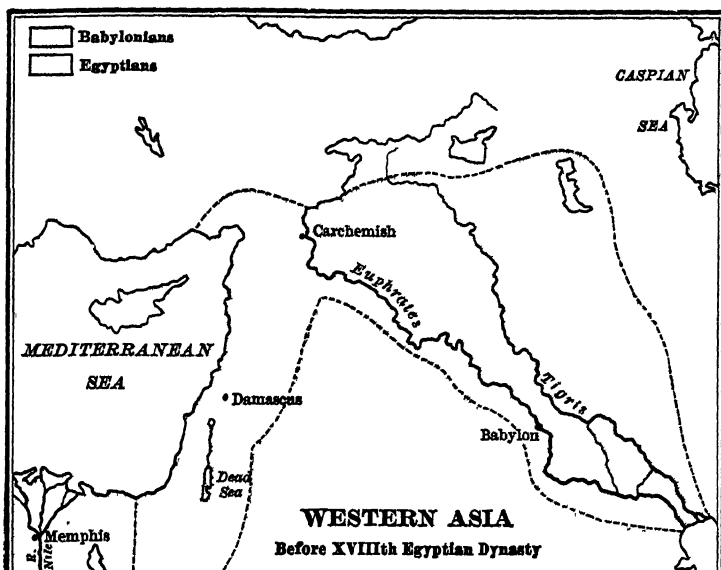 Babylonians
Egyptians
CASPIAN
SEA
Carchemish
Euphrates
MEDITERRANEAN
SEA
Damascus
Tigris
Babylon
Dead
Sea
WESTERN ASIA
Before XVIIIth Egyptian Dynasty
Memphis
R.
Nile